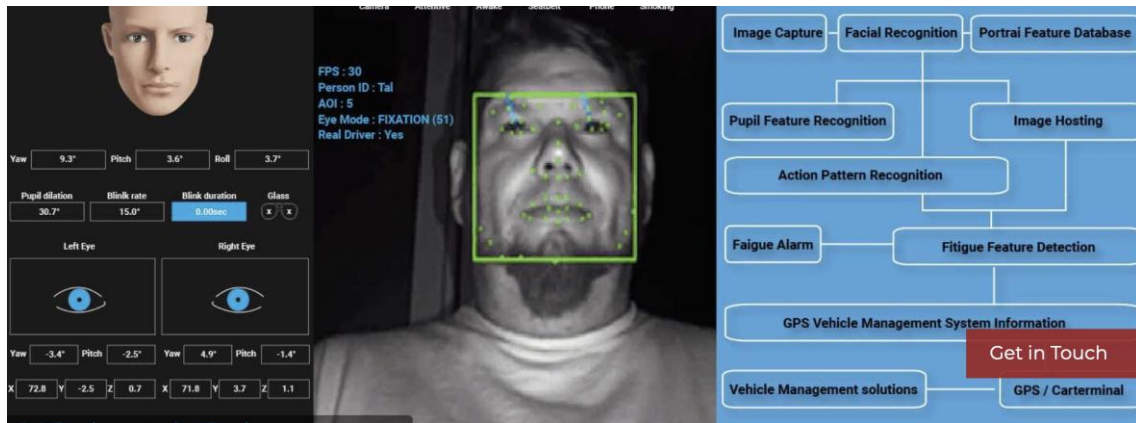 Camera Attentive Awake Seatbelt Phone Smoking
FPS : 30
Person ID : Tal
AOI : 5
Eye Mode : FIXATION (51)
Real Driver : Yes
Yaw 9.3° Pitch 3.6° Roll 3.7°
Pupil dilation Blinlk rate Blink duration Glass
30.7° 15.0° 0.00sec x x
Left Eye Right Eye
Yaw -3.4° Pitch -2.5° Yaw 4.9° Pitch -1.4°
X 72.8 Y -2.5 Z 0.7 X 71.8 Y 3.7 Z 1.1
Image Capture Facial Recognition Portrai Feature Database
Pupil Feature Recognition Image Hosting
Action Pattern Recognition
Faigue Alarm Fitigue Feature Detection
GPS Vehicle Management System Information
Get in Touch
Vehicle Management solutions GPS / Carterminal